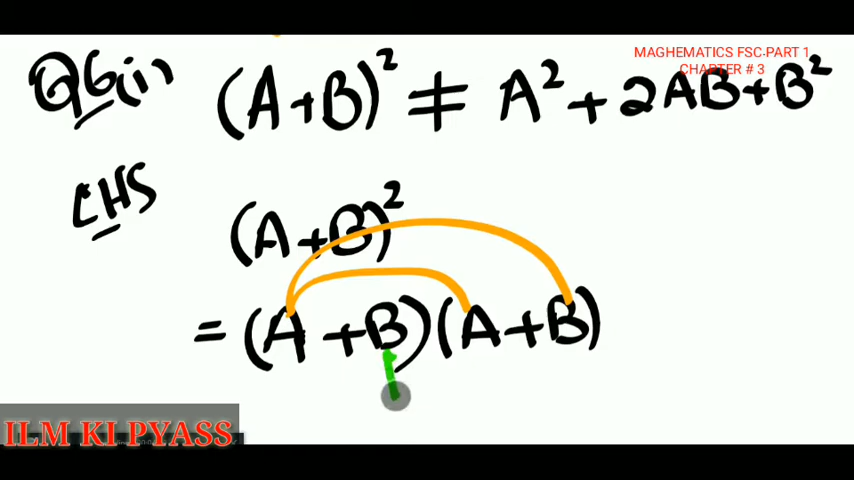 Q6(i) (A+B)² ≠ A² + 2AB + B²
MAGHEMATICS FSC-PART 1
CHAPTER # 3
LHS
(A+B)²
= (A + B)(A + B)
ILM KI PYASS